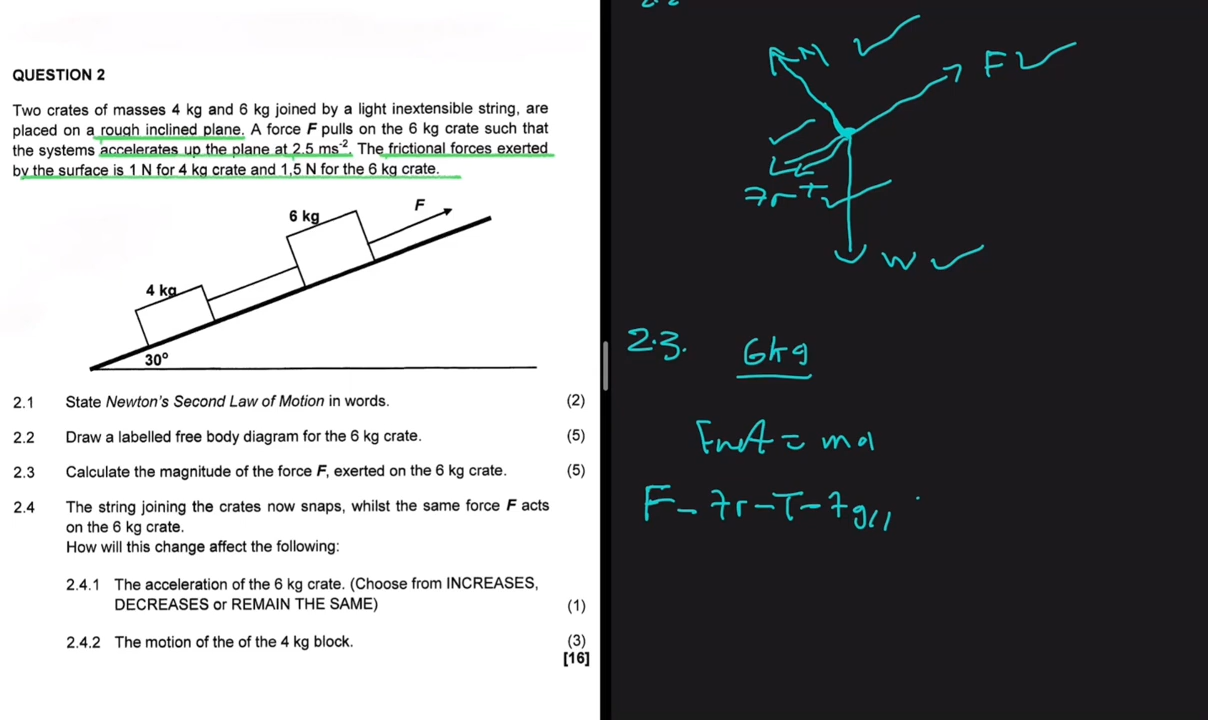 QUESTION 2
Two crates of masses 4 kg and 6 kg joined by a light inextensible string, are
placed on a rough inclined plane. A force F pulls on the 6 kg crate such that
the systems accelerates up the plane at 2.5 ms⁻². The frictional forces exerted
by the surface is 1 N for 4 kg crate and 1,5 N for the 6 kg crate.
6 kg
F
4 kg
30°
2.1 State Newton's Second Law of Motion in words. (2)
2.2 Draw a labelled free body diagram for the 6 kg crate. (5)
2.3 Calculate the magnitude of the force F, exerted on the 6 kg crate. (5)
2.4 The string joining the crates now snaps, whilst the same force F acts
on the 6 kg crate.
How will this change affect the following:
2.4.1 The acceleration of the 6 kg crate. (Choose from INCREASES,
DECREASES or REMAIN THE SAME) (1)
2.4.2 The motion of the of the 4 kg block. (3)
[16]
N
F
fr T
W
2.3. 6kg
Fnet = ma
F - fr - T - fg//